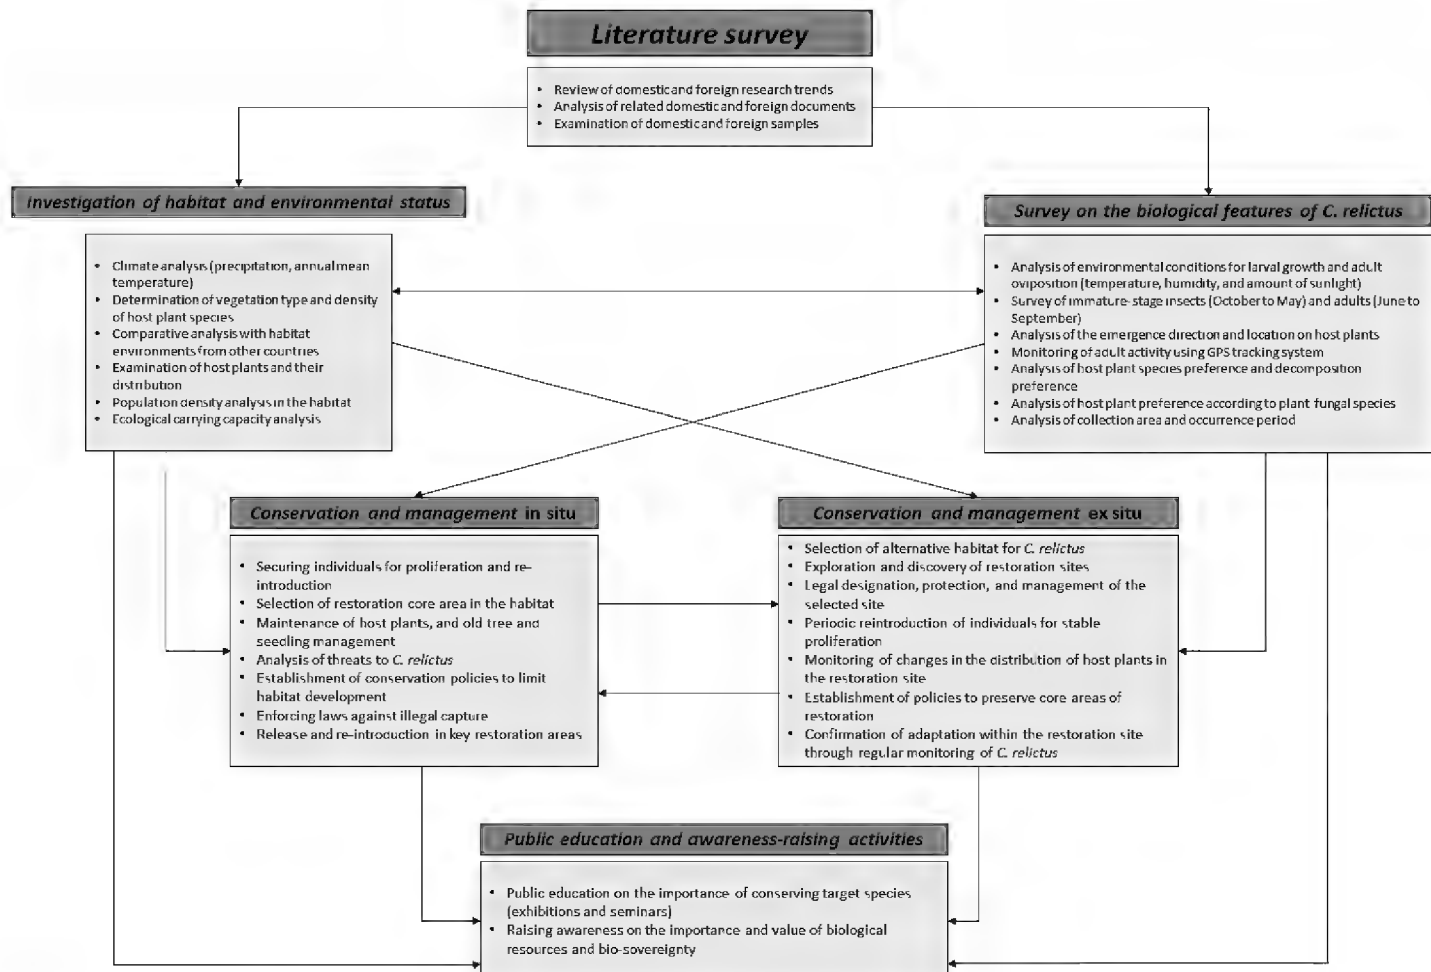 Literature survey
• Review of domestic and foreign research trends
• Analysis of related domestic and foreign documents
• Examination of domestic and foreign samples
Investigation of habitat and environmental status
• Climate analysis (precipitation, annual mean
temperature)
• Determination of vegetation type and density
of host plant species
• Comparative analysis with habitat
environments from other countries
• Examination of host plants and their
distribution
• Population density analysis in the habitat
• Ecological carrying capacity analysis
Survey on the biological features of C. relictus
• Analysis of environmental conditions for larval growth and adult
oviposition (temperature, humidity, and amount of sunlight)
• Survey of immature-stage insects (October to May) and adults (June to
September)
• Analysis of the emergence direction and location on host plants
• Monitoring of adult activity using GPS tracking system
• Analysis of host plant species preference and decomposition
preference
• Analysis of host plant preference according to plant fungal species
• Analysis of collection area and occurrence period
Conservation and management in situ
• Securing individuals for proliferation and re-
introduction
• Selection of restoration core area in the habitat
• Maintenance of host plants, and old tree and
seedling management
• Analysis of threats to C. relictus
• Establishment of conservation policies to limit
habitat development
• Enforcing laws against illegal capture
• Release and re-introduction in key restoration areas
Conservation and management ex situ
• Selection of alternative habitat for C. relictus
• Exploration and discovery of restoration sites
• Legal designation, protection, and management of the
selected site
• Periodic reintroduction of individuals for stable
proliferation
• Monitoring of changes in the distribution of host plants in
the restoration site
• Establishment of policies to preserve core areas of
restoration
• Confirmation of adaptation within the restoration site
through regular monitoring of C. relictus
Public education and awareness-raising activities
• Public education on the importance of conserving target species
(exhibitions and seminars)
• Raising awareness on the importance and value of biological
resources and bio-sovereignty